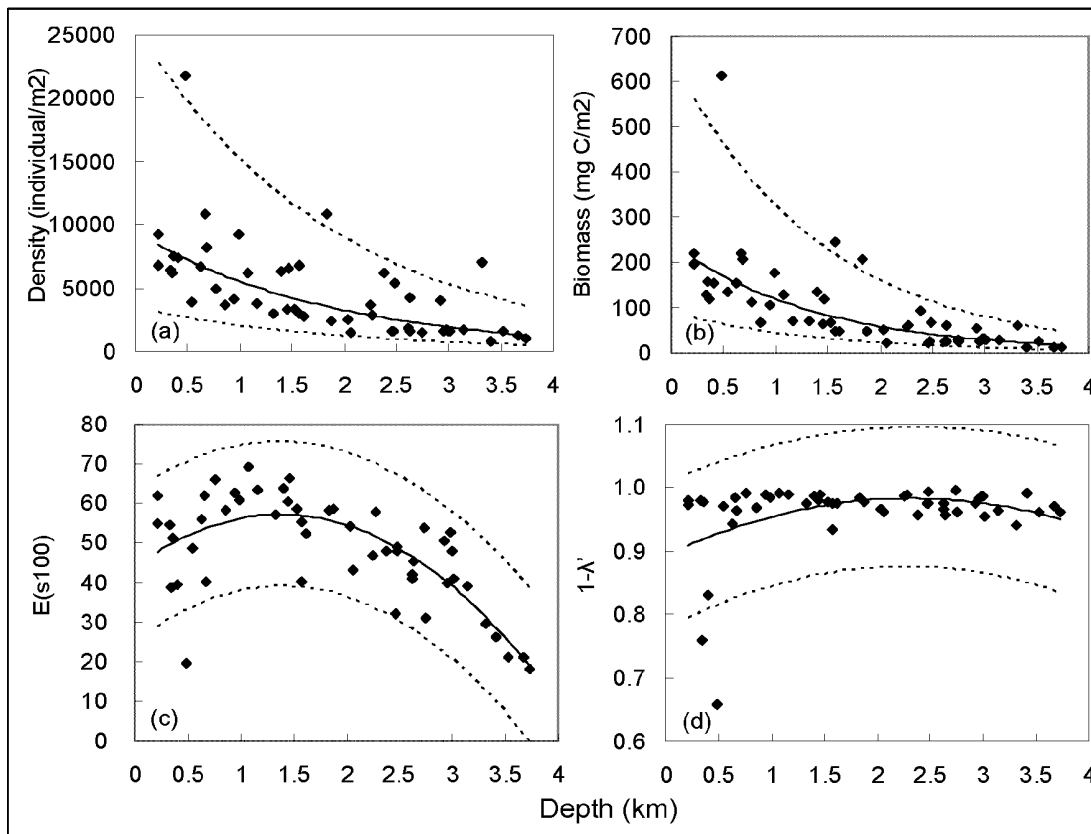 25000
20000
15000
10000
5000
0
Density (individual/m2)
(a)
0 0.5 1 1.5 2 2.5 3 3.5 4
700
600
500
400
300
200
100
0
Biomass (mg C/m2)
(b)
0 0.5 1 1.5 2 2.5 3 3.5 4
80
70
60
50
40
30
20
10
0
E(s100)
(c)
0 0.5 1 1.5 2 2.5 3 3.5 4
1.1
1.0
0.9
0.8
0.7
0.6
1-λ'
(d)
0 0.5 1 1.5 2 2.5 3 3.5 4
Depth (km)